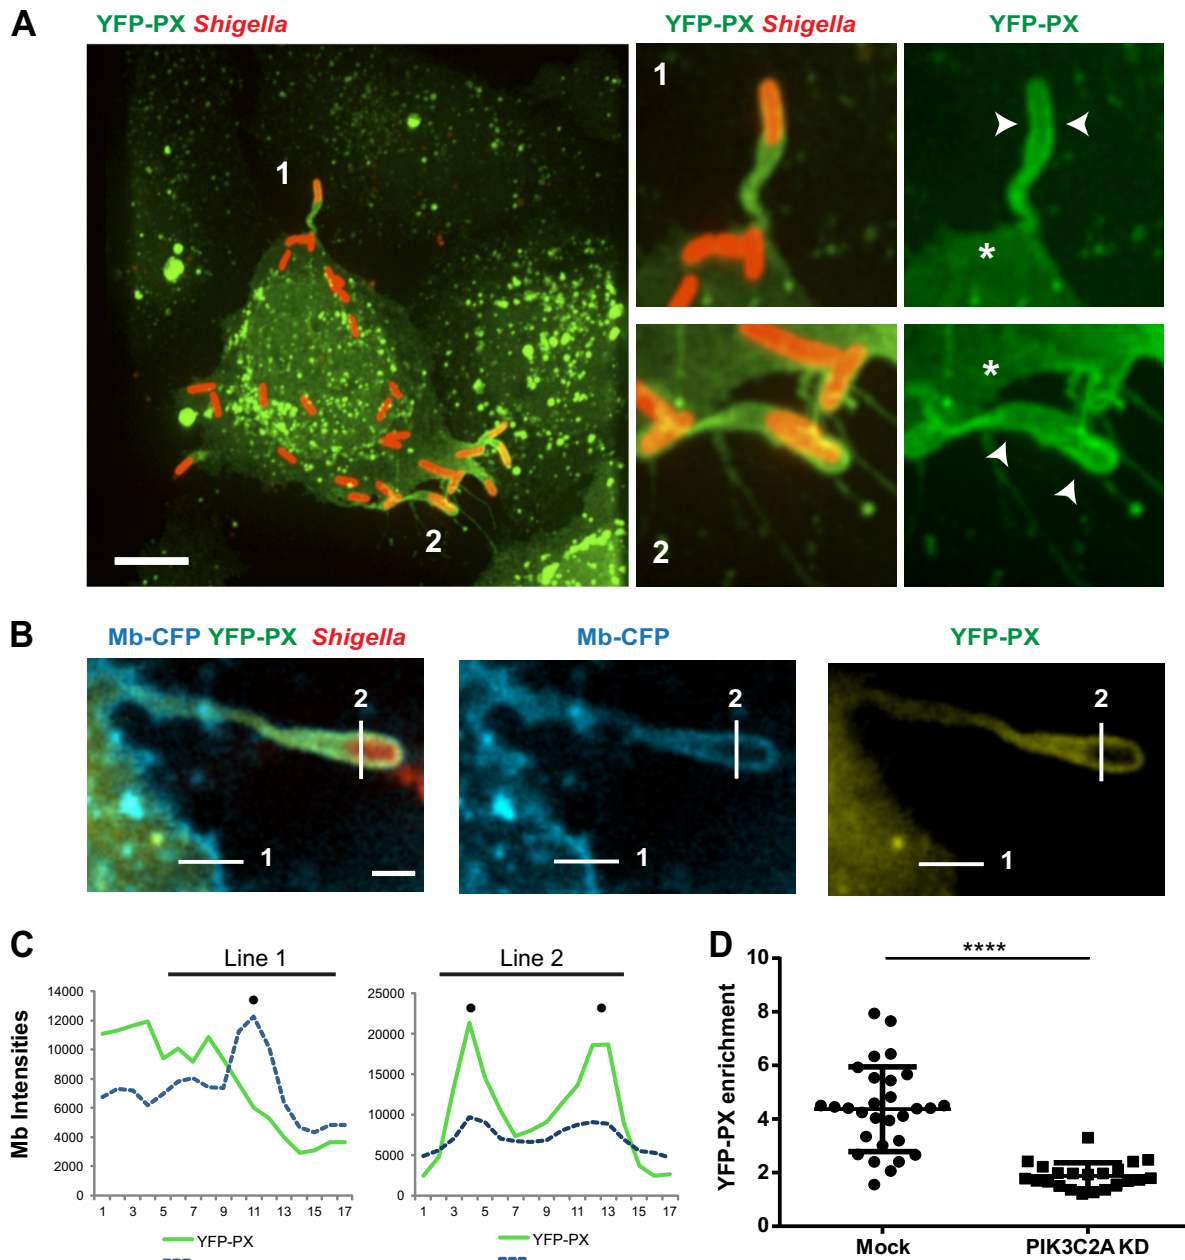 A
YFP-PX Shigella
YFP-PX Shigella
YFP-PX
1
2
1
*
2
*
B
Mb-CFP YFP-PX Shigella
Mb-CFP
YFP-PX
2
1
2
1
2
1
C
Line 1
Line 2
Mb Intensities
14000
12000
10000
8000
6000
4000
2000
0
1 3 5 7 9 11 13 15 17
YFP-PX
25000
20000
15000
10000
5000
0
1 3 5 7 9 11 13 15 17
YFP-PX
D
****
YFP-PX enrichment
10
8
6
4
2
0
Mock
PIK3C2A KD